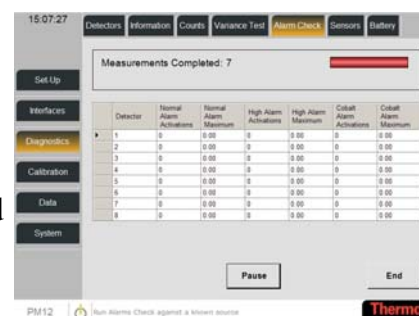 15:07:27
Detectors Information Counts Variance Test Alarm Check Sensors Battery
Measurements Completed: 7
Set Up
Interfaces
Diagnostics
Calibration
Data
System
Detector Normal Alarm Activations Normal Alarm Maximum High Alarm Activations High Alarm Maximum Cobalt Alarm Activations Cobalt Alarm Maximum
1 0 0.00 0 0.00 0 0.00
2 0 0.00 0 0.00 0 0.00
3 0 0.00 0 0.00 0 0.00
4 0 0.00 0 0.00 0 0.00
5 0 0.00 0 0.00 0 0.00
6 0 0.00 0 0.00 0 0.00
7 0 0.00 0 0.00 0 0.00
8 0 0.00 0 0.00 0 0.00
Pause End
PM12 Run Alarms Check against a known source Thermo